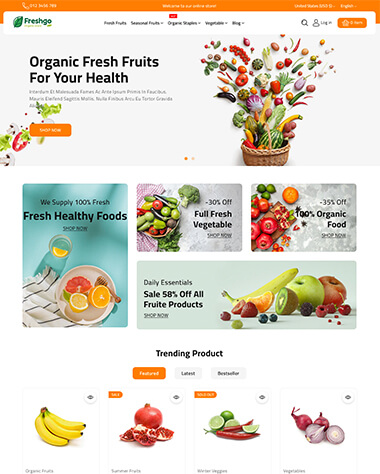 012 3456 789
Welcome to our online store!
United States (USD $)
English
Freshgo
Fresh Fruits
Seasonal Fruits
HOT
Organic Staples
Vegetable
Blog
Log in
0 item
Organic Fresh Fruits
For Your Health
Interdum Et Malesuada Fames Ac Ante Ipsum Primis In Faucibus.
Mauris Eleifend Sagittis Mollis. Nulla Finibus Arcu Eu Tortor Gravida
SHOP NOW
We Supply 100% Fresh
Fresh Healthy Foods
SHOP NOW
-30% Off
Full Fresh
Vegetable
SHOP NOW
-35% Off
100% Organic
Food
SHOP NOW
Daily Essentials
Sale 58% Off All
Fruite Products
SHOP NOW
Trending Product
Featured
Latest
Bestseller
SALE
SOLD OUT
Organic Fruits
Summer Fruits
Winter Veggies
Vegetables